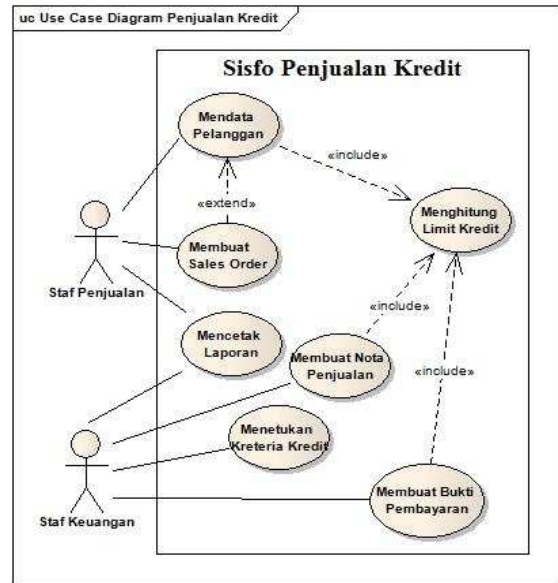 uc Use Case Diagram Penjualan Kredit
Sisfo Penjualan Kredit
Mendata
Pelanggan
«include»
«extend»
Menghitung
Limit Kredit
Membuat
Sales Order
Staf Penjualan
Mencetak
Laporan
«include»
Membuat Nota
Penjualan
«include»
Menetukan
Kreteria Kredit
Staf Keuangan
Membuat Bukti
Pembayaran